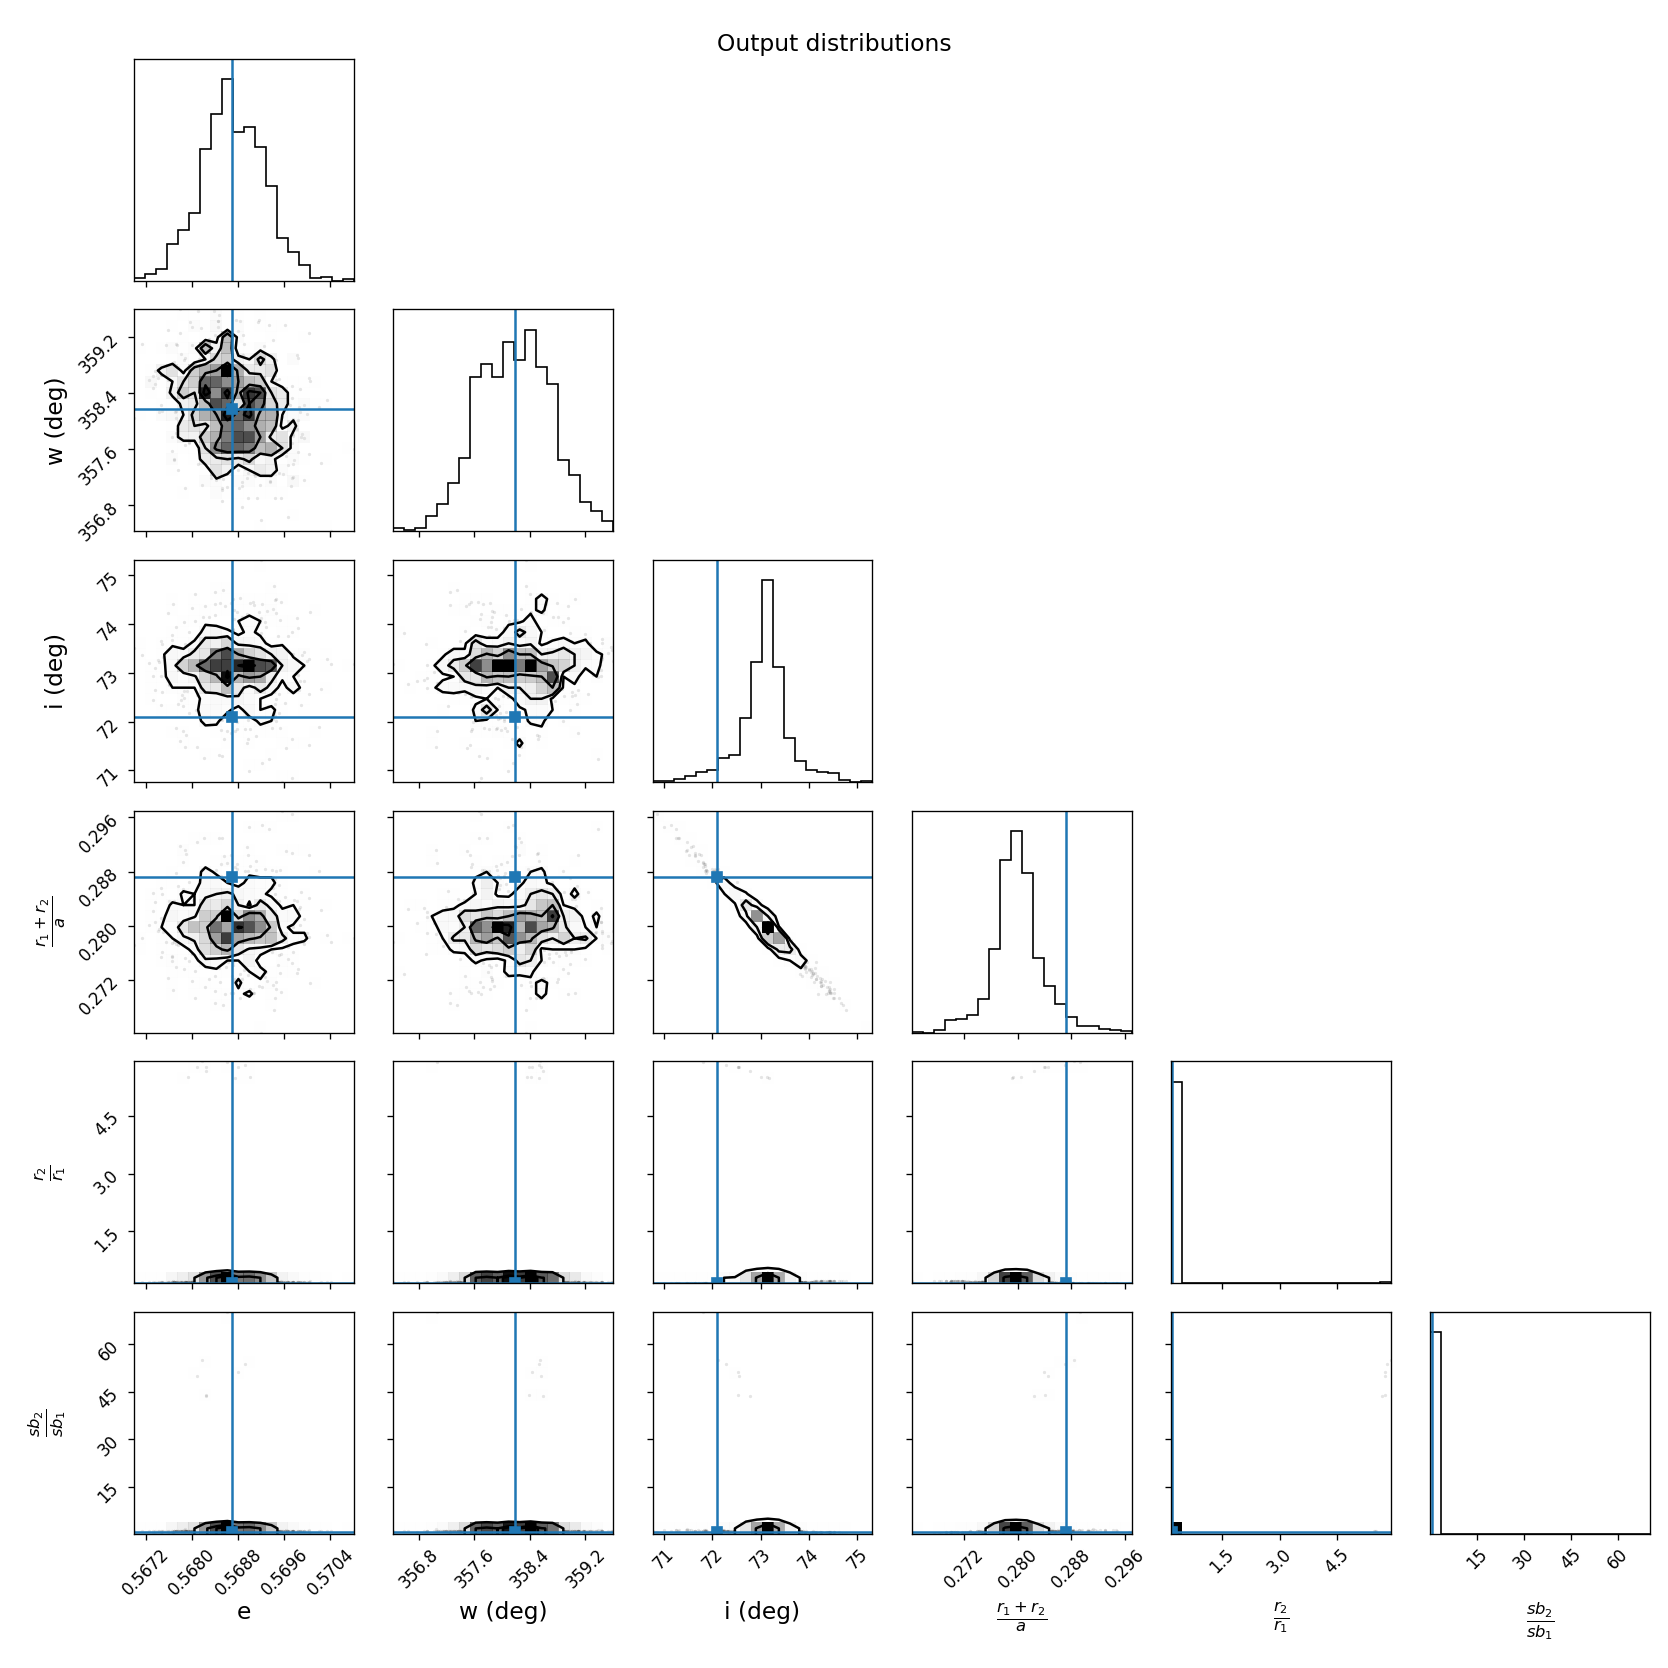 Output distributions
w (deg)
359.2
358.4
357.6
356.8
i (deg)
75
74
73
72
71
r₁ + r₂
a
0.296
0.288
0.280
0.272
r₂
r₁
4.5
3.0
1.5
sb₂
sb₁
60
45
30
15
0.5672 0.5680 0.5688 0.5696 0.5704
e
356.8 357.6 358.4 359.2
w (deg)
71 72 73 74 75
i (deg)
0.272 0.280 0.288 0.296
r₁ + r₂
a
1.5 3.0 4.5
r₂
r₁
15 30 45 60
sb₂
sb₁